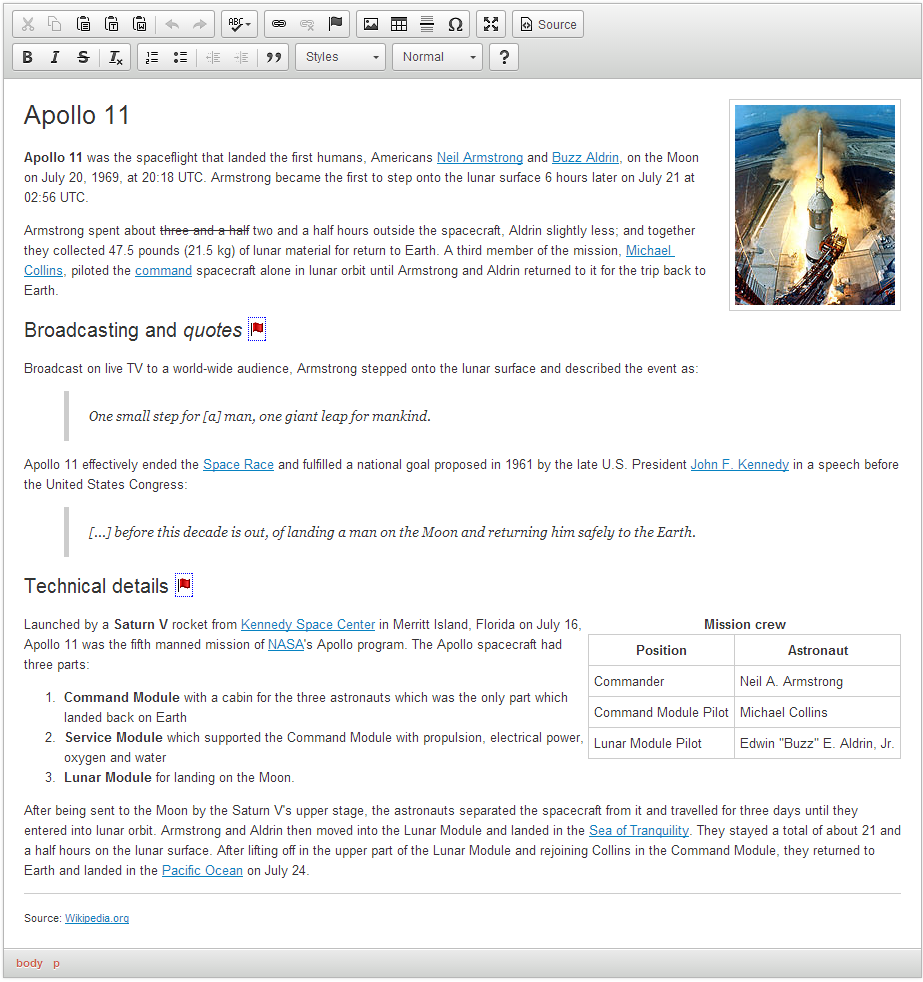 ABC
Source
B I S Ix
Styles Normal ?
Apollo 11
Apollo 11 was the spaceflight that landed the first humans, Americans Neil Armstrong and Buzz Aldrin, on the Moon
on July 20, 1969, at 20:18 UTC. Armstrong became the first to step onto the lunar surface 6 hours later on July 21 at
02:56 UTC.
Armstrong spent about three and a half two and a half hours outside the spacecraft, Aldrin slightly less; and together
they collected 47.5 pounds (21.5 kg) of lunar material for return to Earth. A third member of the mission, Michael
Collins, piloted the command spacecraft alone in lunar orbit until Armstrong and Aldrin returned to it for the trip back to
Earth.
Broadcasting and quotes
Broadcast on live TV to a world-wide audience, Armstrong stepped onto the lunar surface and described the event as:
One small step for [a] man, one giant leap for mankind.
Apollo 11 effectively ended the Space Race and fulfilled a national goal proposed in 1961 by the late U.S. President John F. Kennedy in a speech before
the United States Congress:
[...] before this decade is out, of landing a man on the Moon and returning him safely to the Earth.
Technical details
Launched by a Saturn V rocket from Kennedy Space Center in Merritt Island, Florida on July 16,
Apollo 11 was the fifth manned mission of NASA's Apollo program. The Apollo spacecraft had
three parts:
1. Command Module with a cabin for the three astronauts which was the only part which
landed back on Earth
2. Service Module which supported the Command Module with propulsion, electrical power,
oxygen and water
3. Lunar Module for landing on the Moon.
Mission crew
Position Astronaut
Commander Neil A. Armstrong
Command Module Pilot Michael Collins
Lunar Module Pilot Edwin "Buzz" E. Aldrin, Jr.
After being sent to the Moon by the Saturn V's upper stage, the astronauts separated the spacecraft from it and travelled for three days until they
entered into lunar orbit. Armstrong and Aldrin then moved into the Lunar Module and landed in the Sea of Tranquility. They stayed a total of about 21 and
a half hours on the lunar surface. After lifting off in the upper part of the Lunar Module and rejoining Collins in the Command Module, they returned to
Earth and landed in the Pacific Ocean on July 24.
Source: Wikipedia.org
body p